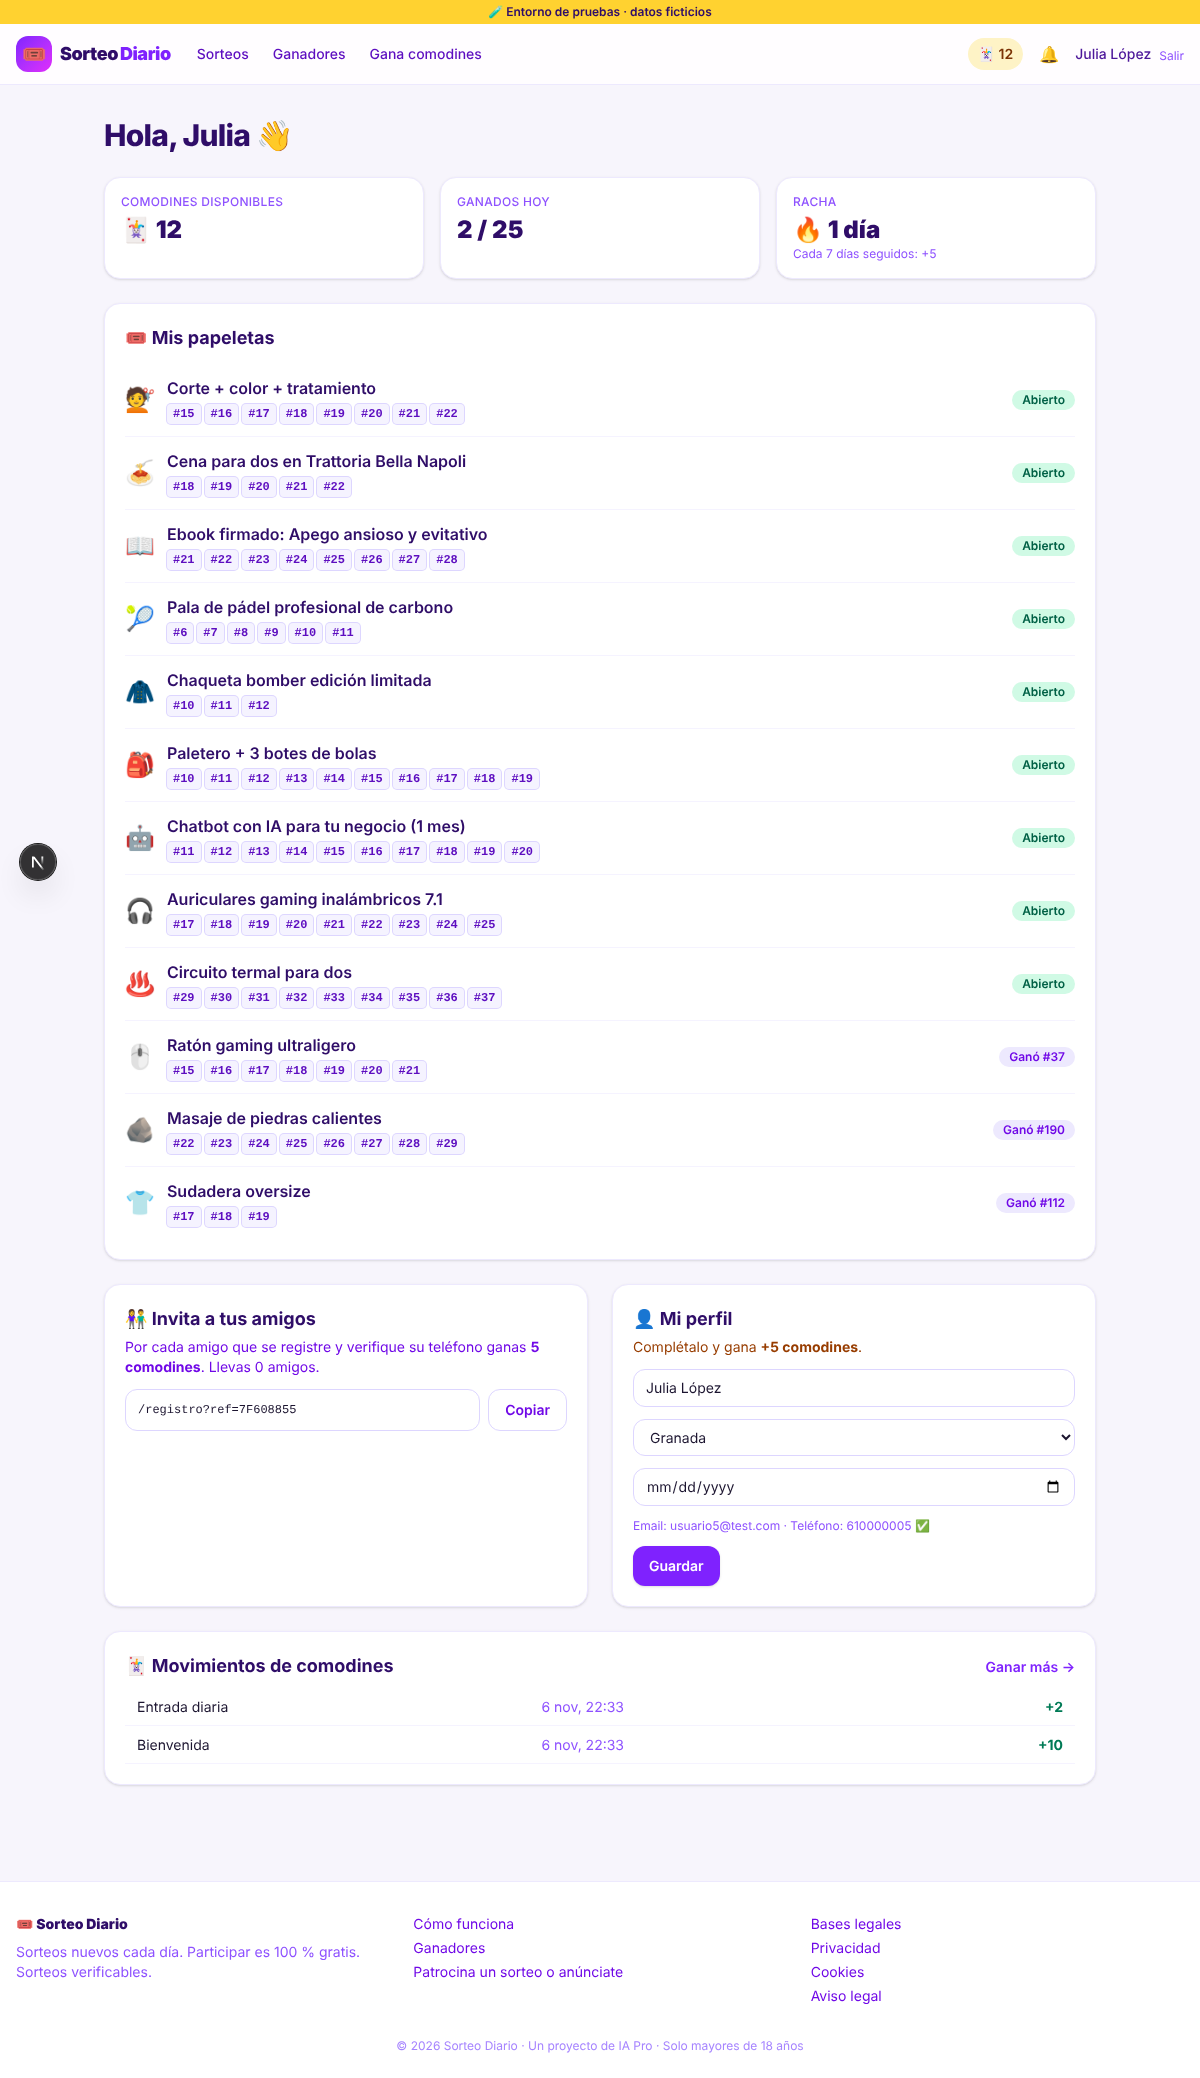 Entorno de pruebas · datos ficticios
SorteoDiario
Sorteos
Ganadores
Gana comodines
12
Julia López
Salir
Hola, Julia
COMODINES DISPONIBLES
12
GANADOS HOY
2 / 25
RACHA
1 día
Cada 7 días seguidos: +5
Mis papeletas
Corte + color + tratamiento
#15 #16 #17 #18 #19 #20 #21 #22
Abierto
Cena para dos en Trattoria Bella Napoli
#18 #19 #20 #21 #22
Abierto
Ebook firmado: Apego ansioso y evitativo
#21 #22 #23 #24 #25 #26 #27 #28
Abierto
Pala de pádel profesional de carbono
#6 #7 #8 #9 #10 #11
Abierto
Chaqueta bomber edición limitada
#10 #11 #12
Abierto
Paletero + 3 botes de bolas
#10 #11 #12 #13 #14 #15 #16 #17 #18 #19
Abierto
Chatbot con IA para tu negocio (1 mes)
#11 #12 #13 #14 #15 #16 #17 #18 #19 #20
Abierto
N
Auriculares gaming inalámbricos 7.1
#17 #18 #19 #20 #21 #22 #23 #24 #25
Abierto
Circuito termal para dos
#29 #30 #31 #32 #33 #34 #35 #36 #37
Abierto
Ratón gaming ultraligero
#15 #16 #17 #18 #19 #20 #21
Ganó #37
Masaje de piedras calientes
#22 #23 #24 #25 #26 #27 #28 #29
Ganó #190
Sudadera oversize
#17 #18 #19
Ganó #112
Invita a tus amigos
Por cada amigo que se registre y verifique su teléfono ganas 5
comodines. Llevas 0 amigos.
/registro?ref=7F608855
Copiar
Mi perfil
Complétalo y gana +5 comodines.
Julia López
Granada
mm/dd/yyyy
Email: usuario5@test.com · Teléfono: 610000005
Guardar
Movimientos de comodines
Ganar más →
Entrada diaria 6 nov, 22:33 +2
Bienvenida 6 nov, 22:33 +10
Sorteo Diario
Sorteos nuevos cada día. Participar es 100 % gratis.
Sorteos verificables.
Cómo funciona
Ganadores
Patrocina un sorteo o anúnciate
Bases legales
Privacidad
Cookies
Aviso legal
© 2026 Sorteo Diario · Un proyecto de IA Pro · Solo mayores de 18 años